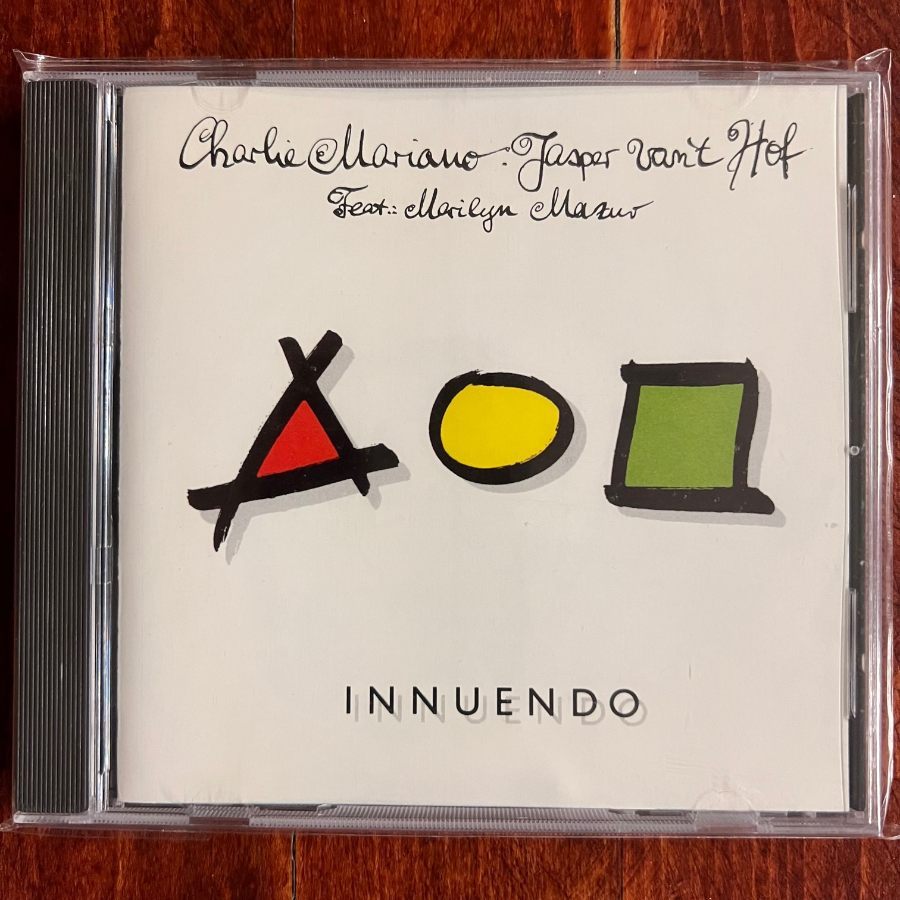 Charlie Mariano · Jasper van't Hof
Feat.: Marilyn Mazur
INNUENDO